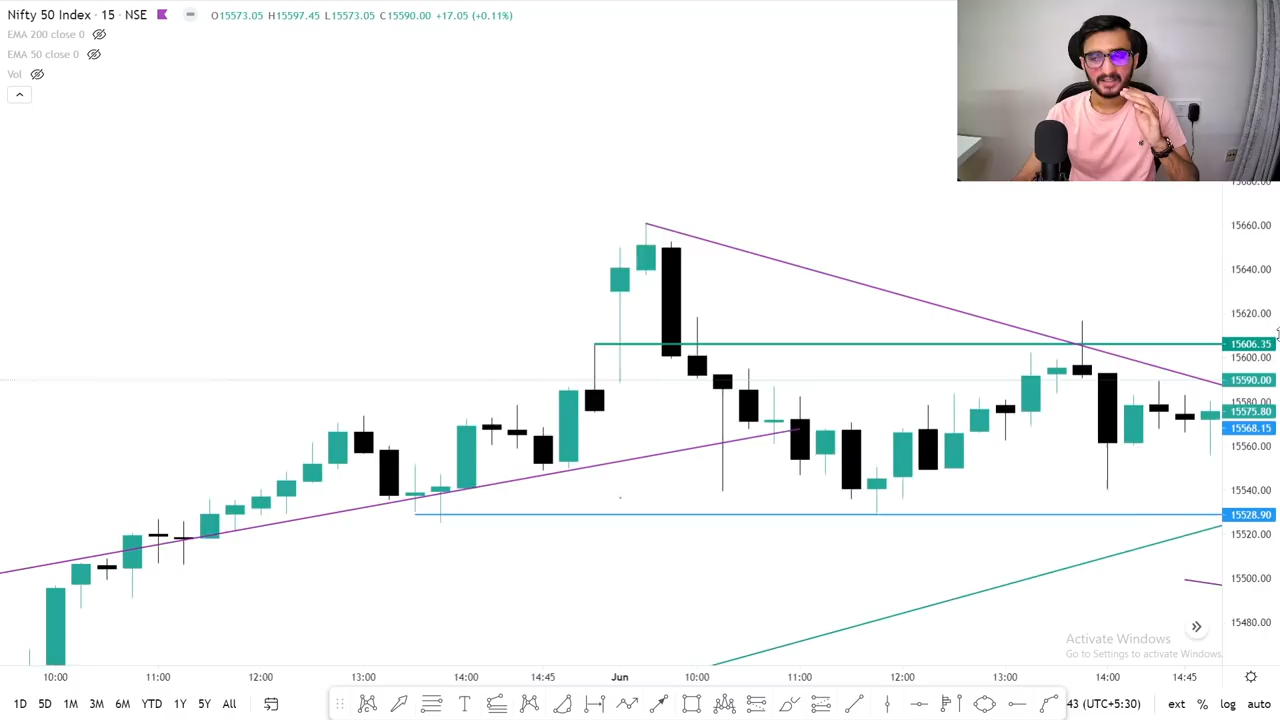 Nifty 50 Index · 15 · NSE O15573.05 H15597.45 L15573.05 C15590.00 +17.05 (+0.11%)
EMA 200 close 0
EMA 50 close 0
Vol
15660.00
15640.00
15620.00
15606.35
15600.00
15590.00
15580.00
15575.80
15568.15
15560.00
15540.00
15528.90
15520.00
15500.00
15480.00
Activate Windows
Go to Settings to activate Windows.
10:00 11:00 12:00 13:00 14:00 14:45 Jun 10:00 11:00 12:00 13:00 14:00 14:45
1D 5D 1M 3M 6M YTD 1Y 5Y All 43 (UTC+5:30) ext % log auto